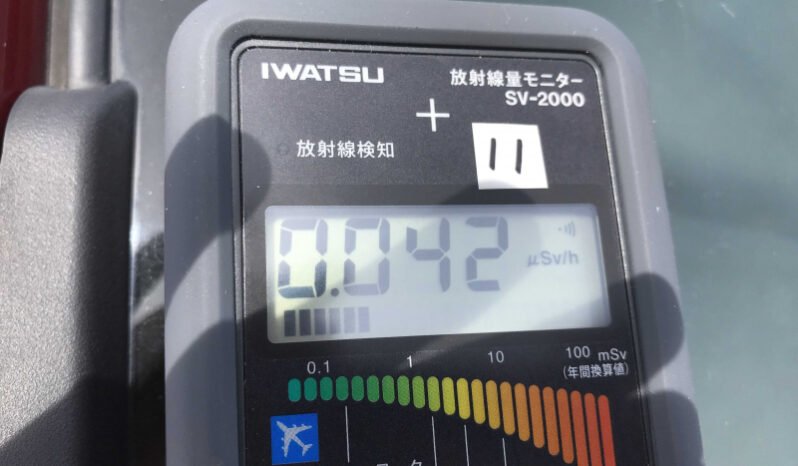 IWATSU
放射線量モニター
SV-2000
放射線検知
11
0.042
μSv/h
0.1 1 10 100 mSv
(年間換算値)